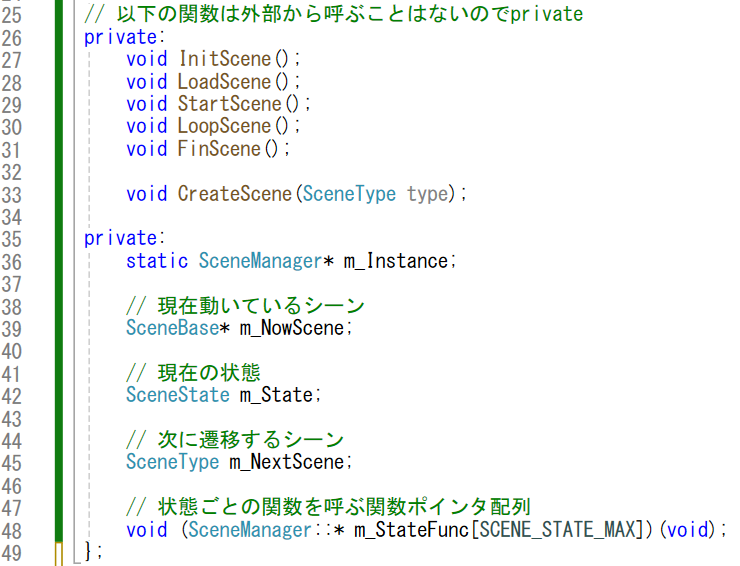 25 // 以下の関数は外部から呼ぶことはないのでprivate
26 private:
27 void InitScene();
28 void LoadScene();
29 void StartScene();
30 void LoopScene();
31 void FinScene();
32
33 void CreateScene(SceneType type);
34
35 private:
36 static SceneManager* m_Instance;
37
38 // 現在動いているシーン
39 SceneBase* m_NowScene;
40
41 // 現在の状態
42 SceneState m_State;
43
44 // 次に遷移するシーン
45 SceneType m_NextScene;
46
47 // 状態ごとの関数を呼ぶ関数ポインタ配列
48 void (SceneManager::* m_StateFunc[SCENE_STATE_MAX])(void);
49 };